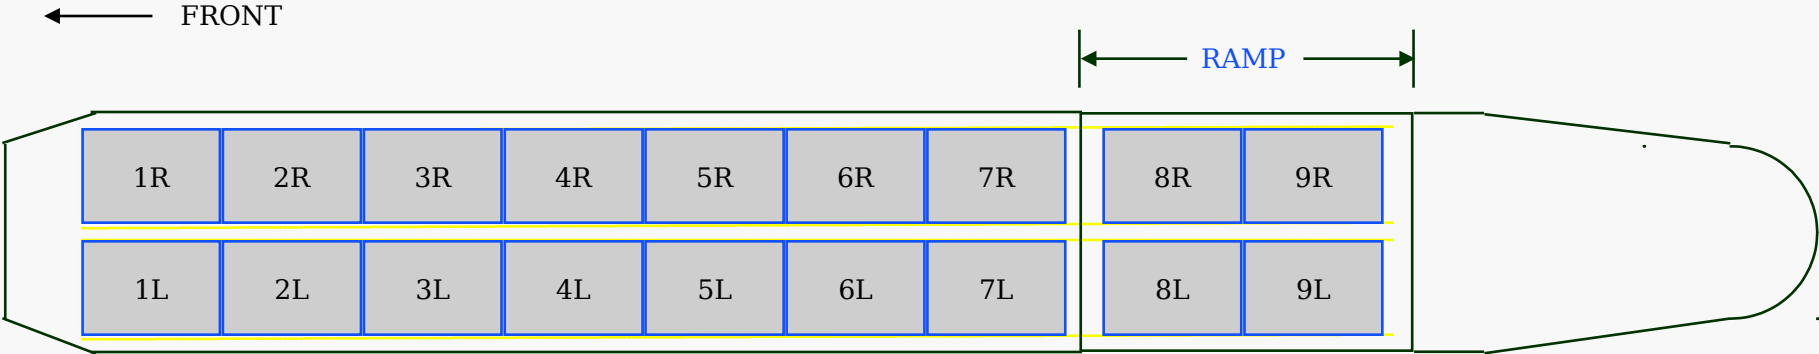 FRONT
RAMP
1R 2R 3R 4R 5R 6R 7R 8R 9R
1L 2L 3L 4L 5L 6L 7L 8L 9L